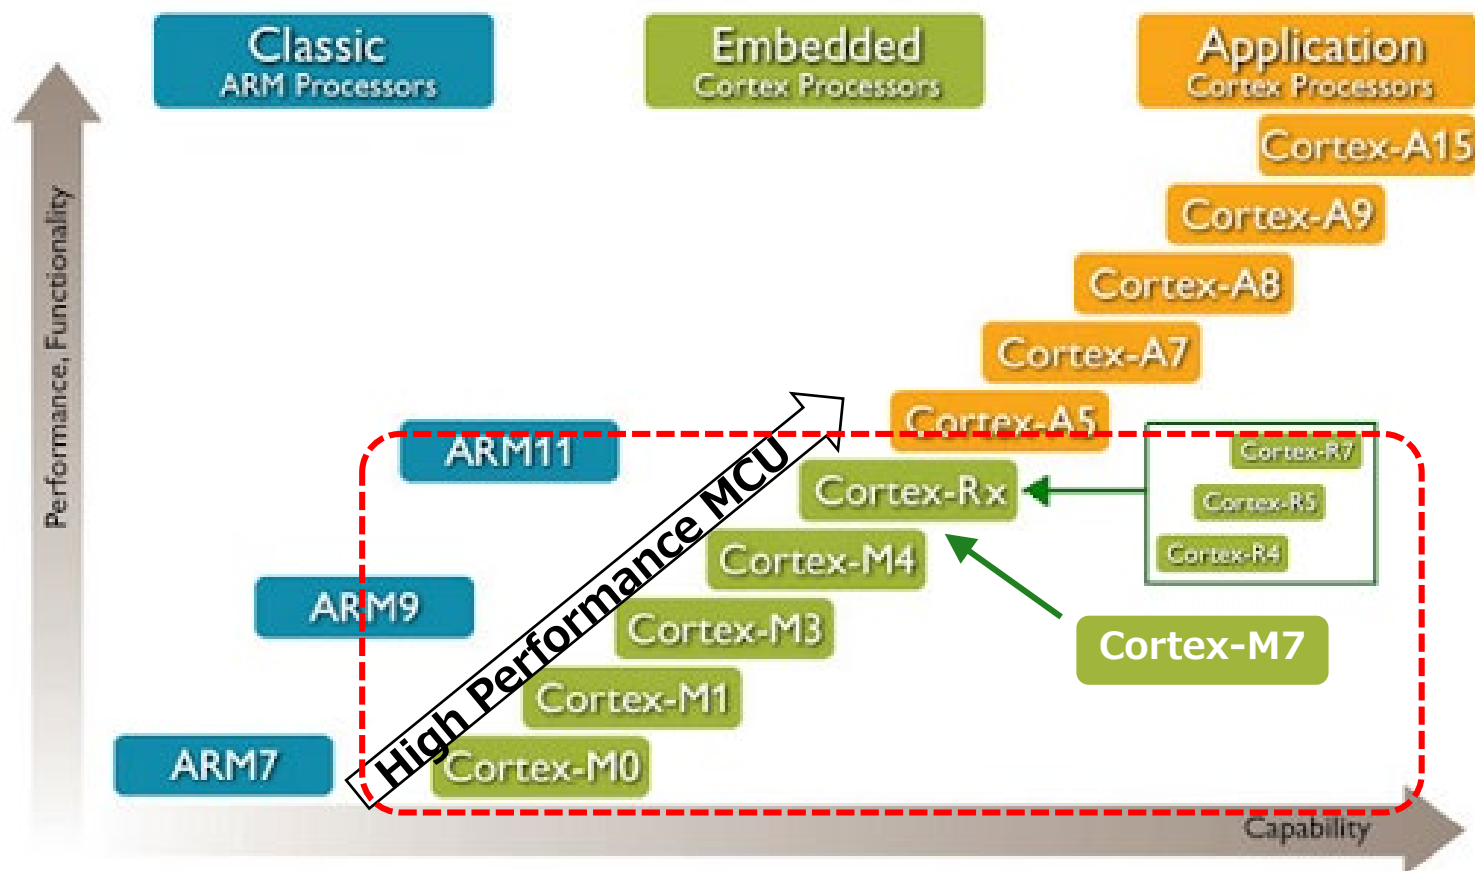 Classic
ARM Processors
Embedded
Cortex Processors
Application
Cortex Processors
Cortex-A15
Cortex-A9
Cortex-A8
Cortex-A7
Cortex-A5
ARM11
Cortex-R7
Cortex-Rx
Cortex-R5
Cortex-R4
Cortex-M4
ARM9
Cortex-M3
Cortex-M7
Cortex-M1
ARM7
Cortex-M0
High Performance MCU
Performance, Functionality
Capability